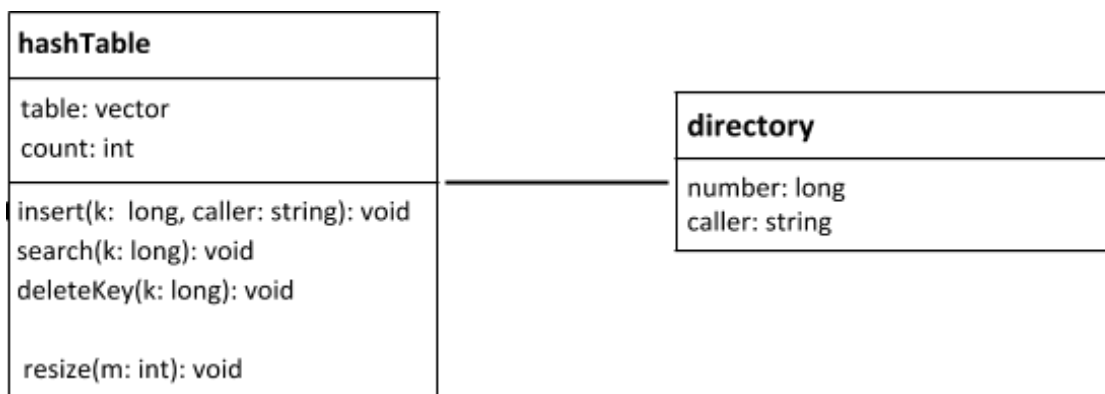 hashTable
table: vector
count: int
insert(k: long, caller: string): void
search(k: long): void
deleteKey(k: long): void
resize(m: int): void
directory
number: long
caller: string